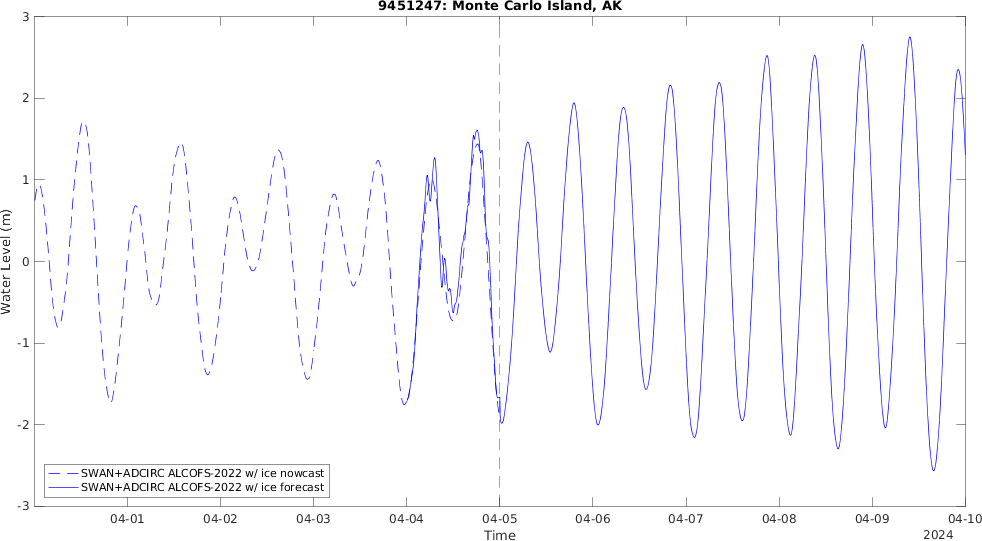 9451247: Monte Carlo Island, AK
Water Level (m)
3
2
1
0
-1
-2
-3
SWAN+ADCIRC ALCOFS-2022 w/ ice nowcast
SWAN+ADCIRC ALCOFS-2022 w/ ice forecast
04-01 04-02 04-03 04-04 04-05 04-06 04-07 04-08 04-09 04-10
Time
2024